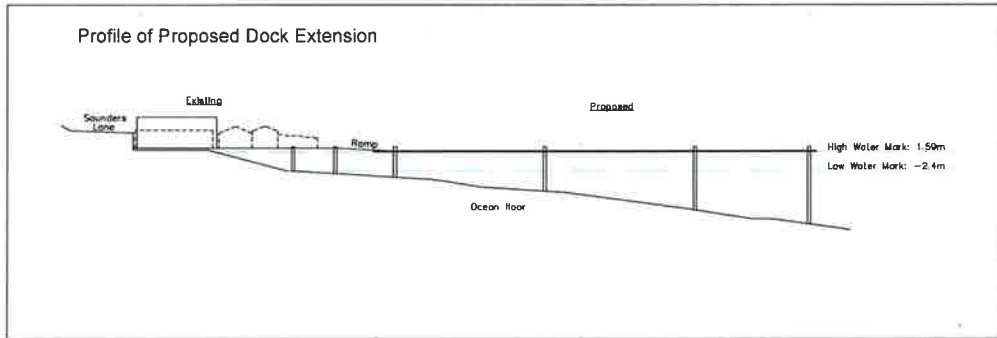 Profile of Proposed Dock Extension
Existing
Proposed
Saunders
Lane
Ramp
High Water Mark: 1.59m
Low Water Mark: -2.4m
Ocean Floor